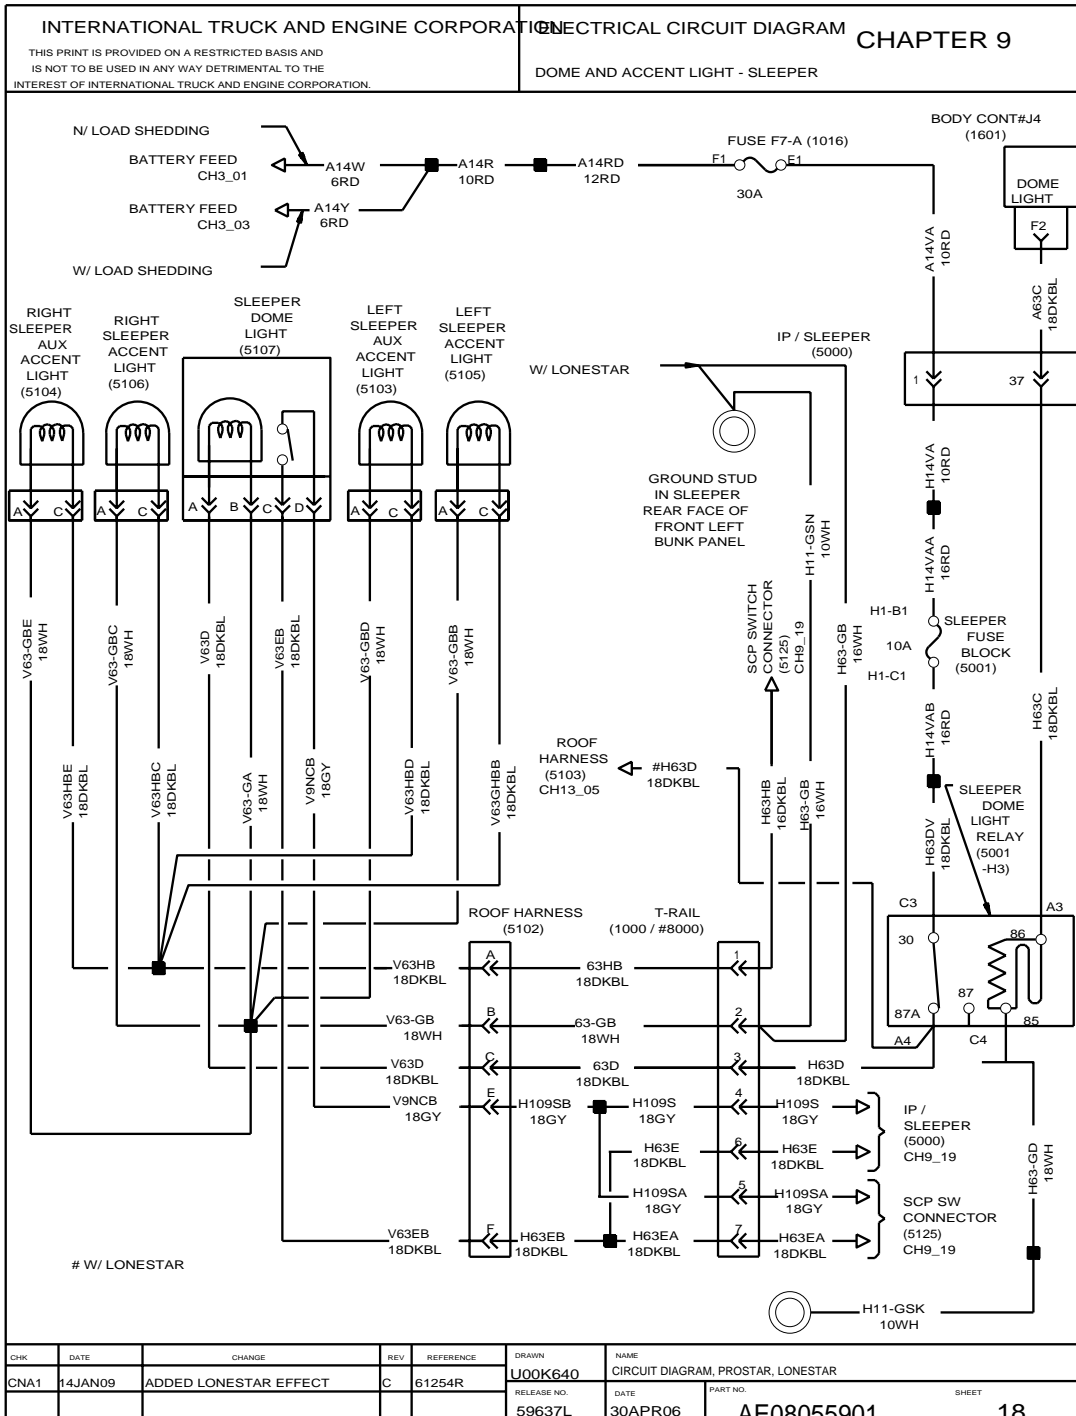 INTERNATIONAL TRUCK AND ENGINE CORPORATION
THIS PRINT IS PROVIDED ON A RESTRICTED BASIS AND
IS NOT TO BE USED IN ANY WAY DETRIMENTAL TO THE
INTEREST OF INTERNATIONAL TRUCK AND ENGINE CORPORATION.
ELECTRICAL CIRCUIT DIAGRAM
CHAPTER 9
DOME AND ACCENT LIGHT - SLEEPER
N/ LOAD SHEDDING
BATTERY FEED
CH3_01
A14W
6RD
A14R
10RD
A14RD
12RD
FUSE F7-A (1016)
F1
E1
30A
BATTERY FEED
CH3_03
A14Y
6RD
W/ LOAD SHEDDING
BODY CONT#J4
(1601)
DOME
LIGHT
F2
A14VA
10RD
A63C
18DKBL
RIGHT
SLEEPER
AUX
ACCENT
LIGHT
(5104)
RIGHT
SLEEPER
ACCENT
LIGHT
(5106)
SLEEPER
DOME
LIGHT
(5107)
LEFT
SLEEPER
AUX
ACCENT
LIGHT
(5103)
LEFT
SLEEPER
ACCENT
LIGHT
(5105)
W/ LONESTAR
IP / SLEEPER
(5000)
1
37
A
C
A
C
A
B
C
D
A
C
A
C
GROUND STUD
IN SLEEPER
REAR FACE OF
FRONT LEFT
BUNK PANEL
H11-GSN
10WH
H14VA
10RD
H14VAA
16RD
V63-GBE
18WH
V63-GBC
18WH
V63D
18DKBL
V63EB
18DKBL
V63-GBD
18WH
V63-GBB
18WH
SCP SWITCH
CONNECTOR
(5125)
CH9_19
H63-GB
16WH
H1-B1
10A
H1-C1
SLEEPER
FUSE
BLOCK
(5001)
H63C
18DKBL
H14VAB
16RD
V63HBE
18DKBL
V63HBC
18DKBL
V63-GA
18WH
V9NCB
18GY
V63HBD
18DKBL
V63GHBB
18DKBL
ROOF
HARNESS
(5103)
CH13_05
#H63D
18DKBL
H63HB
16DKBL
H63-GB
16WH
H63DV
18DKBL
SLEEPER
DOME
LIGHT
RELAY
(5001
-H3)
C3
A3
30
86
87
87A
85
A4
C4
ROOF HARNESS
(5102)
T-RAIL
(1000 / #8000)
V63HB
18DKBL
A
63HB
18DKBL
1
V63-GB
18WH
B
63-GB
18WH
2
V63D
18DKBL
C
63D
18DKBL
3
H63D
18DKBL
V9NCB
18GY
E
H109SB
18GY
H109S
18GY
4
H109S
18GY
H63E
18DKBL
6
H63E
18DKBL
IP /
SLEEPER
(5000)
CH9_19
H109SA
18GY
5
H109SA
18GY
V63EB
18DKBL
F
H63EB
18DKBL
H63EA
18DKBL
7
H63EA
18DKBL
SCP SW
CONNECTOR
(5125)
CH9_19
H63-GD
18WH
# W/ LONESTAR
H11-GSK
10WH
CHK DATE CHANGE REV REFERENCE
CNA1 14JAN09 ADDED LONESTAR EFFECT C 61254R
DRAWN
U00K640
NAME
CIRCUIT DIAGRAM, PROSTAR, LONESTAR
RELEASE NO.
59637L
DATE
30APR06
PART NO.
AE08055901
SHEET
18